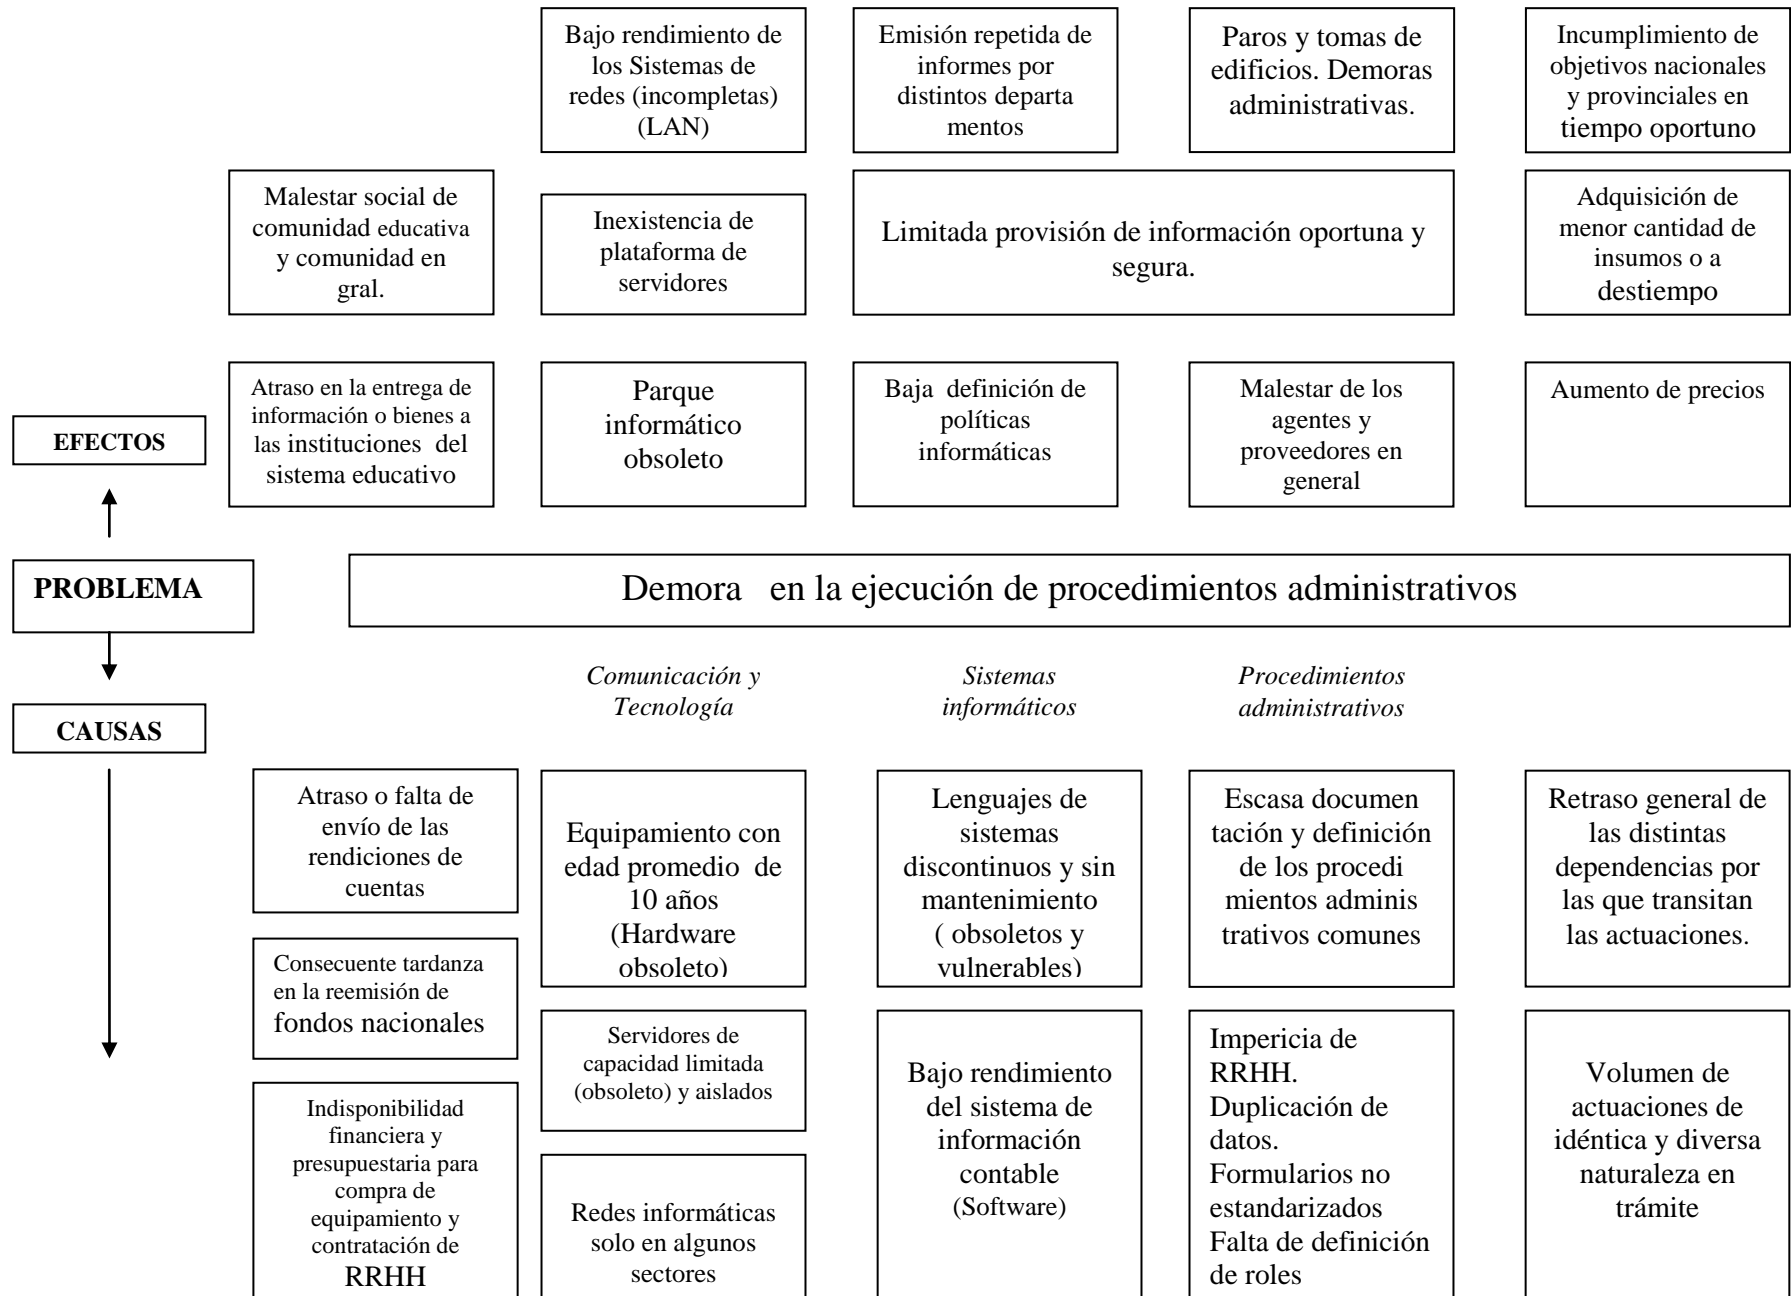 Bajo rendimiento de
los Sistemas de
redes (incompletas)
(LAN)
Emisión repetida de
informes por
distintos departa
mentos
Paros y tomas de
edificios. Demoras
administrativas.
Incumplimiento de
objetivos nacionales
y provinciales en
tiempo oportuno
Malestar social de
comunidad educativa
y comunidad en
gral.
Inexistencia de
plataforma de
servidores
Limitada provisión de información oportuna y
segura.
Adquisición de
menor cantidad de
insumos o a
destiempo
EFECTOS
Atraso en la entrega de
información o bienes a
las instituciones del
sistema educativo
Parque
informático
obsoleto
Baja definición de
políticas
informáticas
Malestar de los
agentes y
proveedores en
general
Aumento de precios
PROBLEMA
Demora en la ejecución de procedimientos administrativos
CAUSAS
Comunicación y
Tecnología
Sistemas
informáticos
Procedimientos
administrativos
Atraso o falta de
envío de las
rendiciones de
cuentas
Equipamiento con
edad promedio de
10 años
(Hardware
obsoleto)
Lenguajes de
sistemas
discontinuos y sin
mantenimiento
( obsoletos y
vulnerables)
Escasa documen
tación y definición
de los procedi
mientos adminis
trativos comunes
Retraso general de
las distintas
dependencias por
las que transitan
las actuaciones.
Consecuente tardanza
en la reemisión de
fondos nacionales
Servidores de
capacidad limitada
(obsoleto) y aislados
Bajo rendimiento
del sistema de
información
contable
(Software)
Impericia de
RRHH.
Duplicación de
datos.
Formularios no
estandarizados
Falta de definición
de roles
Volumen de
actuaciones de
idéntica y diversa
naturaleza en
trámite
Indisponibilidad
financiera y
presupuestaria para
compra de
equipamiento y
contratación de
RRHH
Redes informáticas
solo en algunos
sectores